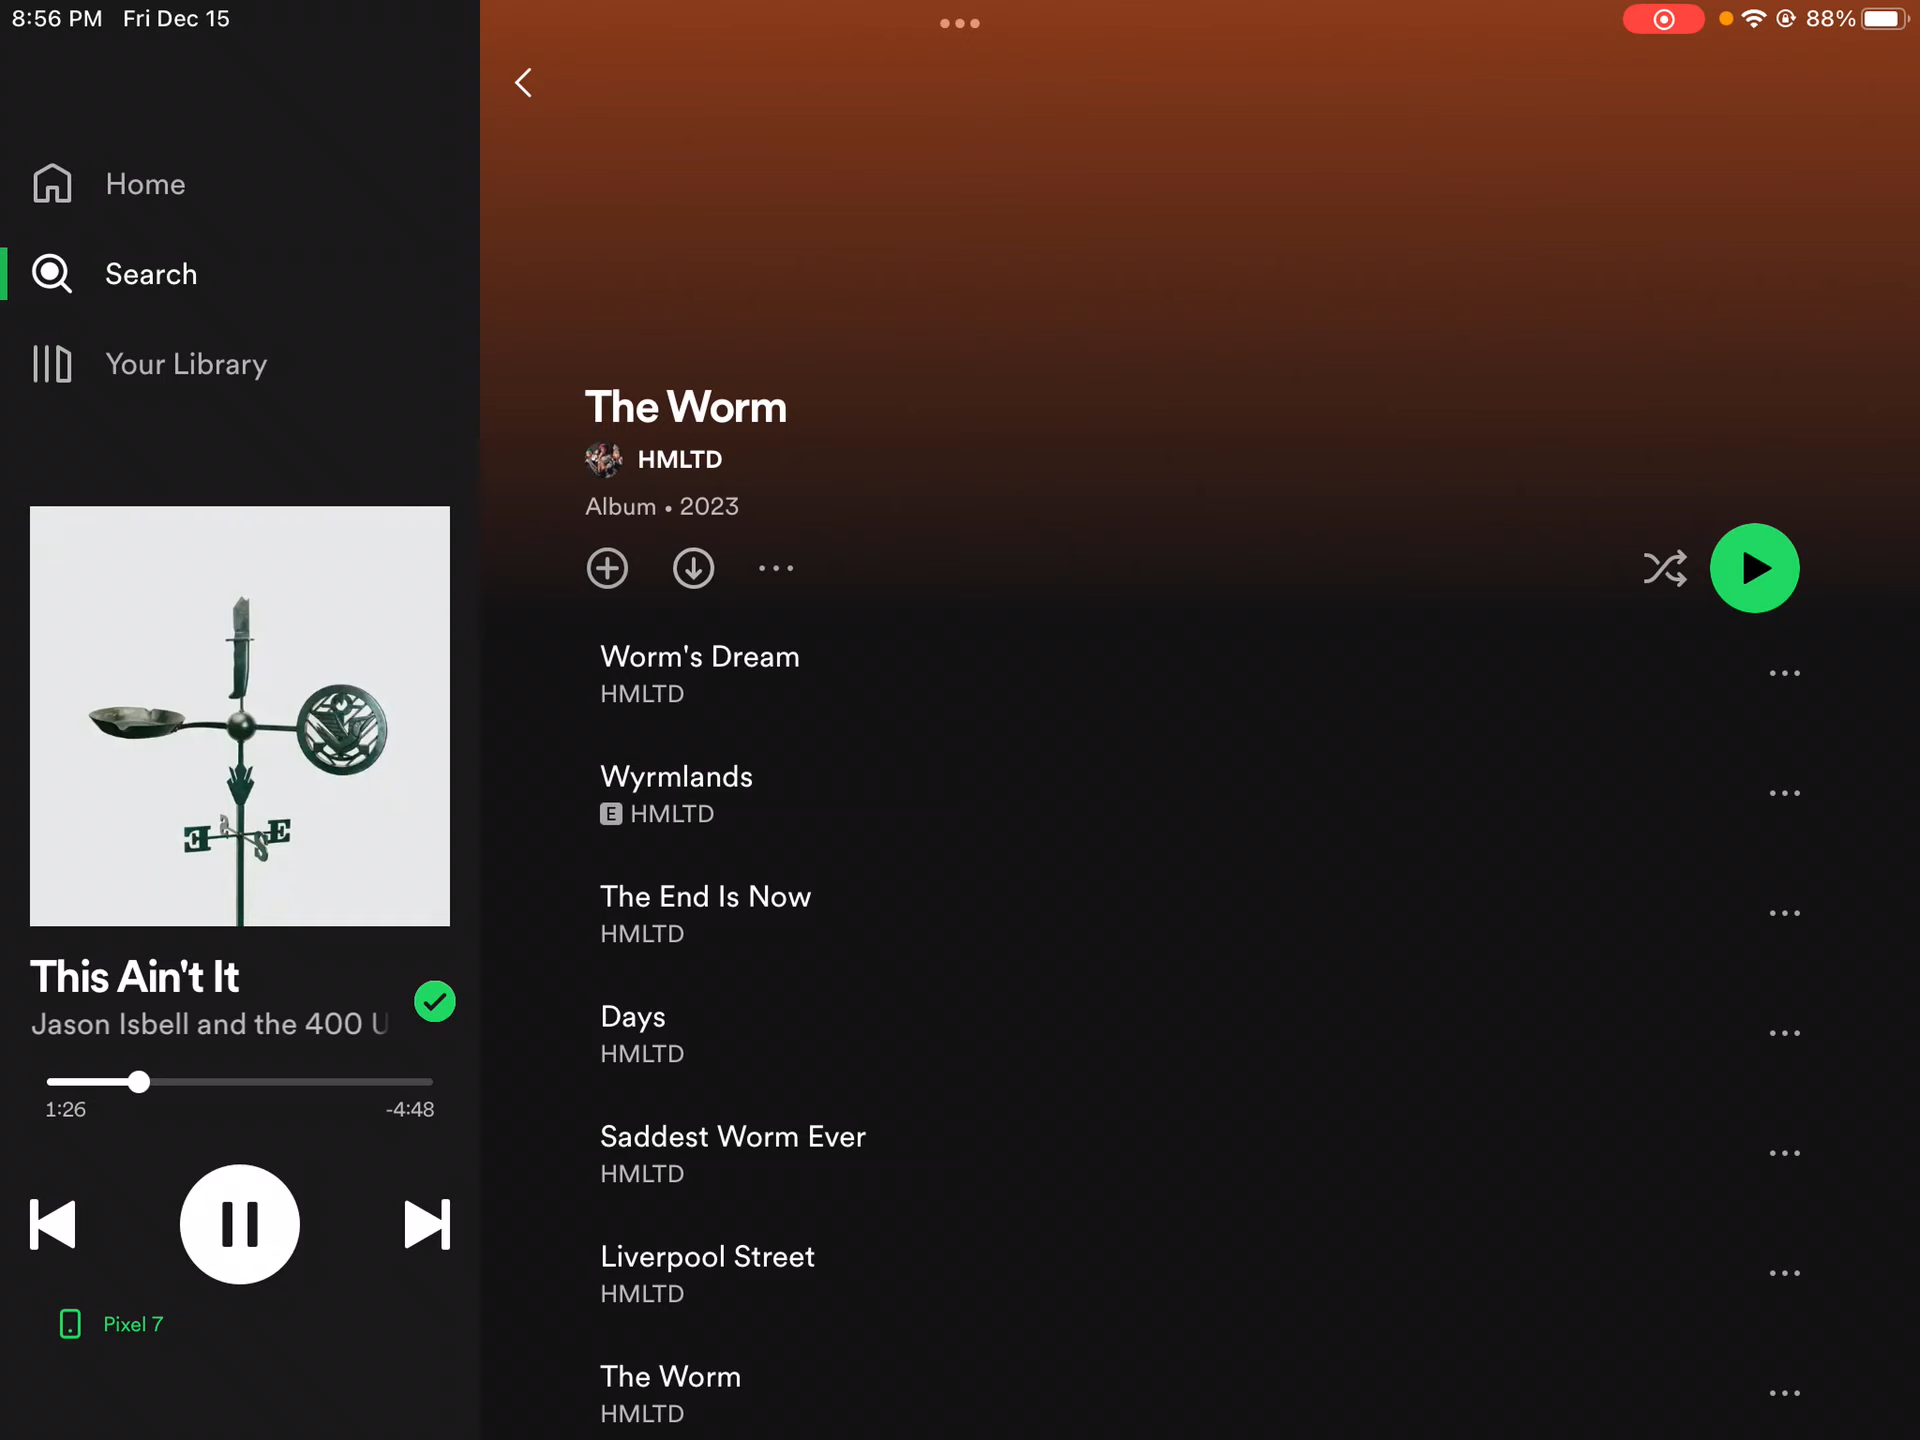 8:56 PM Fri Dec 15
88%
Home
Search
Your Library
E S S E
This Ain't It
Jason Isbell and the 400 U
1:26
-4:48
Pixel 7
The Worm
HMLTD
Album • 2023
Worm's Dream
HMLTD
Wyrmlands
E HMLTD
The End Is Now
HMLTD
Days
HMLTD
Saddest Worm Ever
HMLTD
Liverpool Street
HMLTD
The Worm
HMLTD